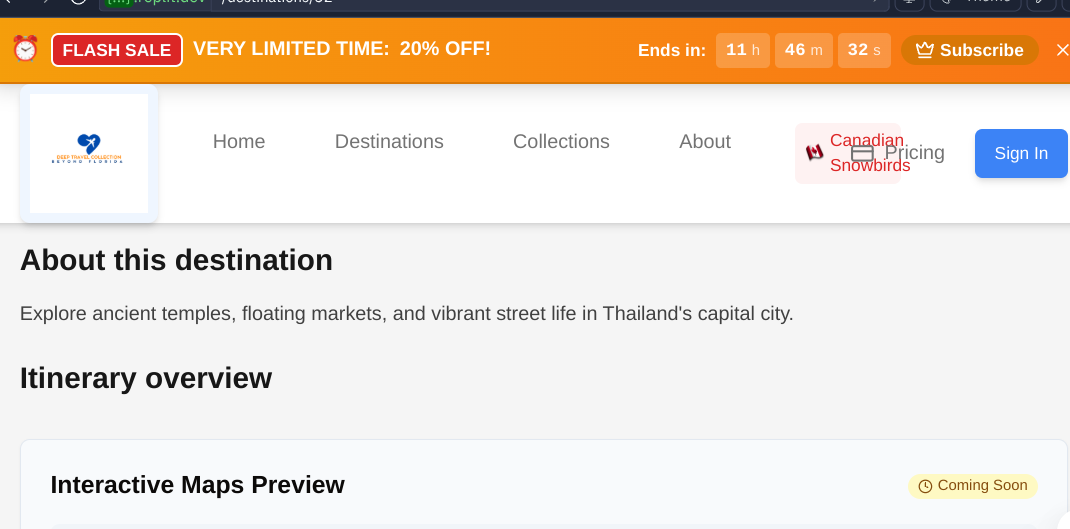 FLASH SALE VERY LIMITED TIME: 20% OFF! Ends in: 11 h 46 m 32 s Subscribe
DEEP TRAVEL COLLECTION
BEYOND FLORIDA
Home Destinations Collections About Canadian Snowbirds Pricing Sign In
About this destination
Explore ancient temples, floating markets, and vibrant street life in Thailand's capital city.
Itinerary overview
Interactive Maps Preview Coming Soon